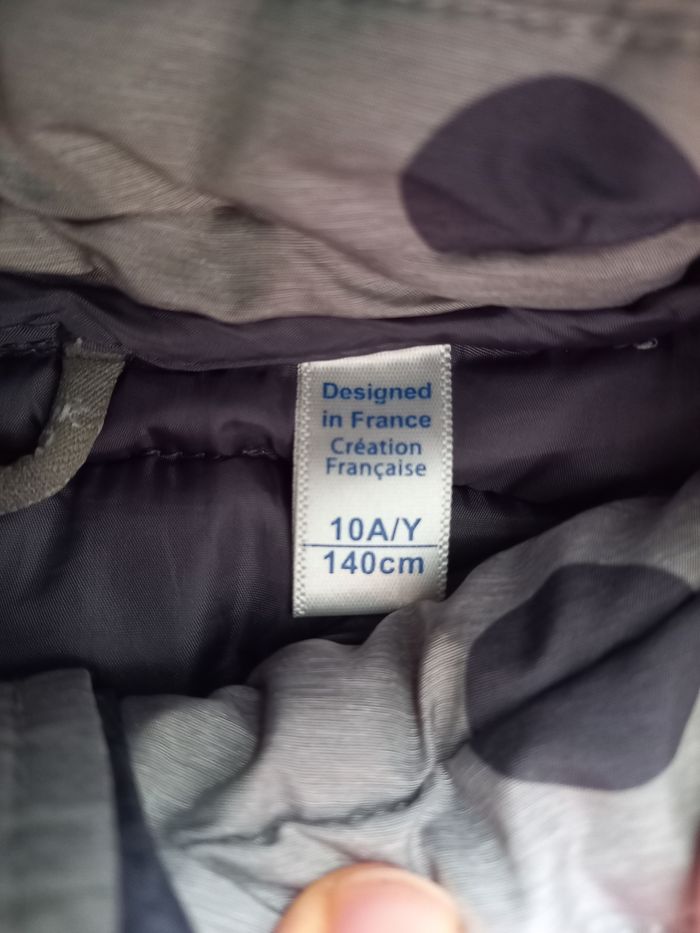 Designed
in France
Création
Française
10A/Y
140cm